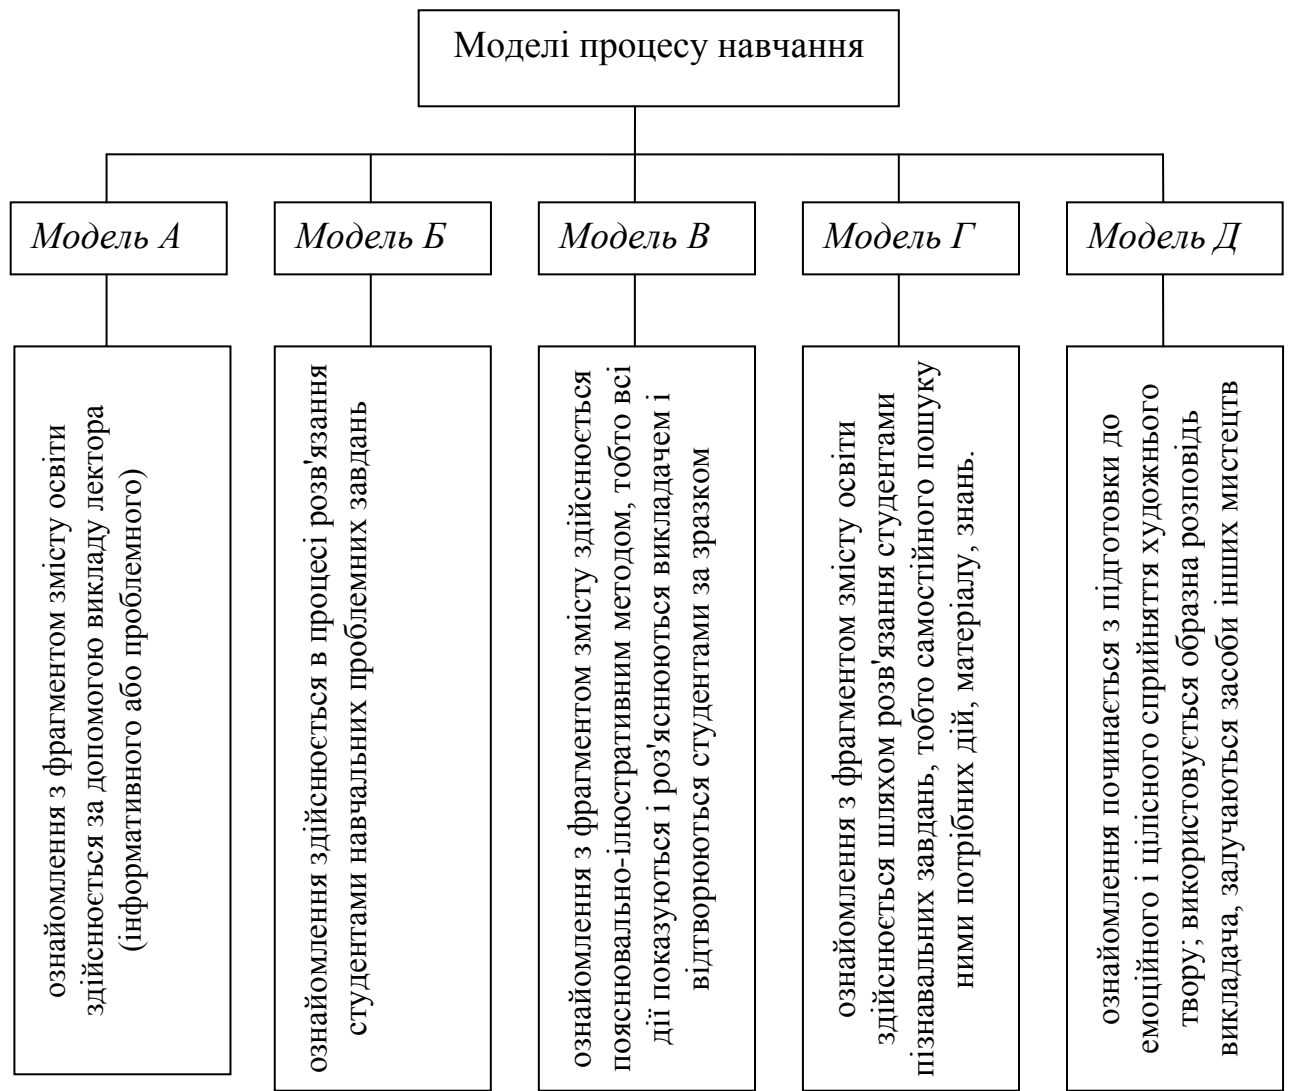 Моделі процесу навчання
Модель А
Модель Б
Модель В
Модель Г
Модель Д
ознайомлення з фрагментом змісту освіти
здійснюється за допомогою викладу лектора
(інформативного або проблемного)
ознайомлення здійснюється в процесі розв'язання
студентами навчальних проблемних завдань
ознайомлення з фрагментом змісту здійснюється
пояснювально-ілюстративним методом, тобто всі
дії показуються і роз'яснюються викладачем і
відтворюються студентами за зразком
ознайомлення з фрагментом змісту освіти
здійснюється шляхом розв'язання студентами
пізнавальних завдань, тобто самостійного пошуку
ними потрібних дій, матеріалу, знань.
ознайомлення починається з підготовки до
емоційного і цілісного сприйняття художнього
твору; використовується образна розповідь
викладача, залучаються засоби інших мистецтв